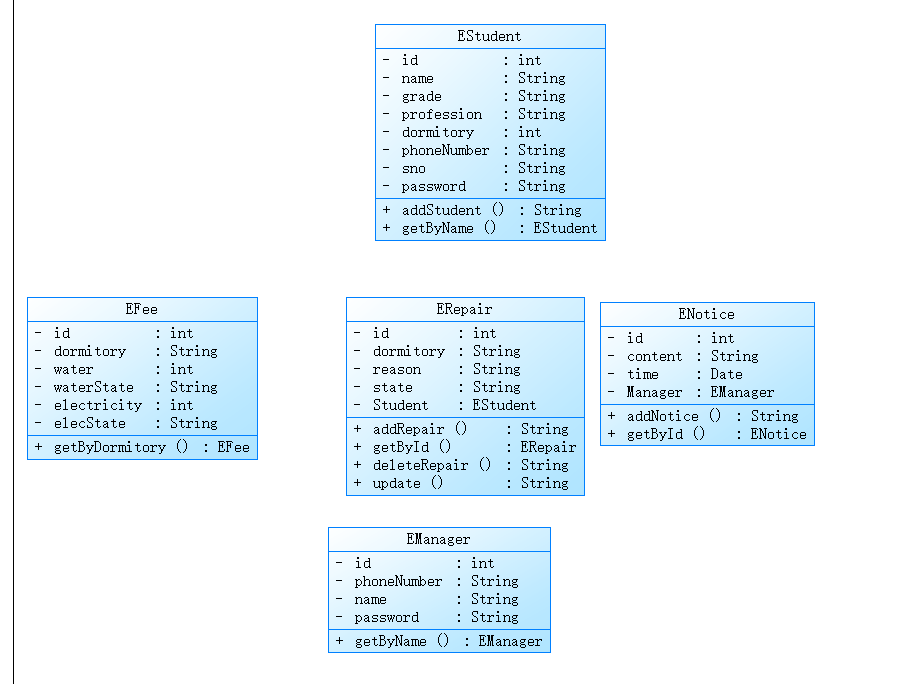 EStudent
- id : int
- name : String
- grade : String
- profession : String
- dormitory : int
- phoneNumber : String
- sno : String
- password : String
+ addStudent () : String
+ getByName () : EStudent
EFee
- id : int
- dormitory : String
- water : int
- waterState : String
- electricity : int
- elecState : String
+ getByDormitory () : EFee
ERepair
- id : int
- dormitory : String
- reason : String
- state : String
- Student : EStudent
+ addRepair () : String
+ getById () : ERepair
+ deleteRepair () : String
+ update () : String
ENotice
- id : int
- content : String
- time : Date
- Manager : EManager
+ addNotice () : String
+ getById () : ENotice
EManager
- id : int
- phoneNumber : String
- name : String
- password : String
+ getByName () : EManager